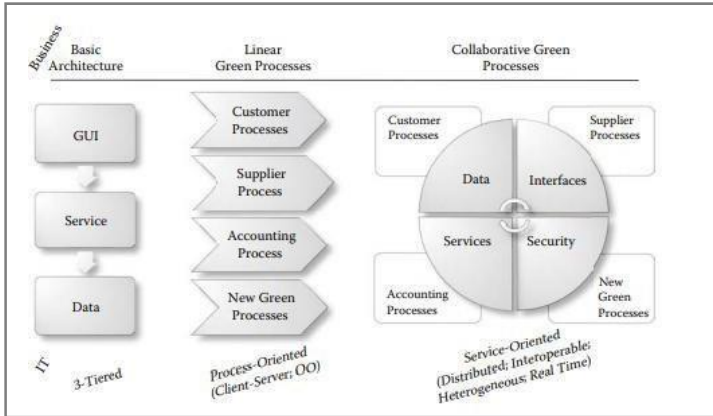 Business
Basic
Architecture
Linear
Green Processes
Collaborative Green
Processes
GUI
Service
Data
Customer
Processes
Supplier
Process
Accounting
Process
New Green
Processes
Customer
Processes
Supplier
Processes
Data
Interfaces
Services
Security
Accounting
Processes
New
Green
Processes
IT
3-Tiered
Process-Oriented
(Client-Server; OO)
Service-Oriented
(Distributed; Interoperable;
Heterogeneous; Real Time)